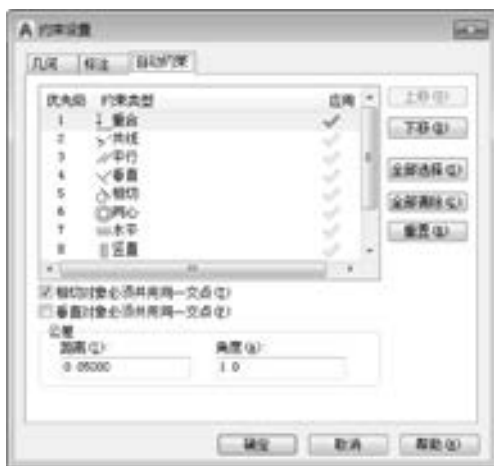 约束设置
几何 标注 自动约束
优先级 约束类型 应用
1 重合
2 共线
3 平行
4 垂直
5 相切
6 同心
7 水平
8 竖直
上移(U)
下移(D)
全部选择(S)
全部清除(C)
重置(R)
相切对象必须共用同一交点(T)
垂直对象必须共用同一交点(P)
公差
距离(I): 角度(A):
0.05000 1.0
确定 取消 帮助(H)